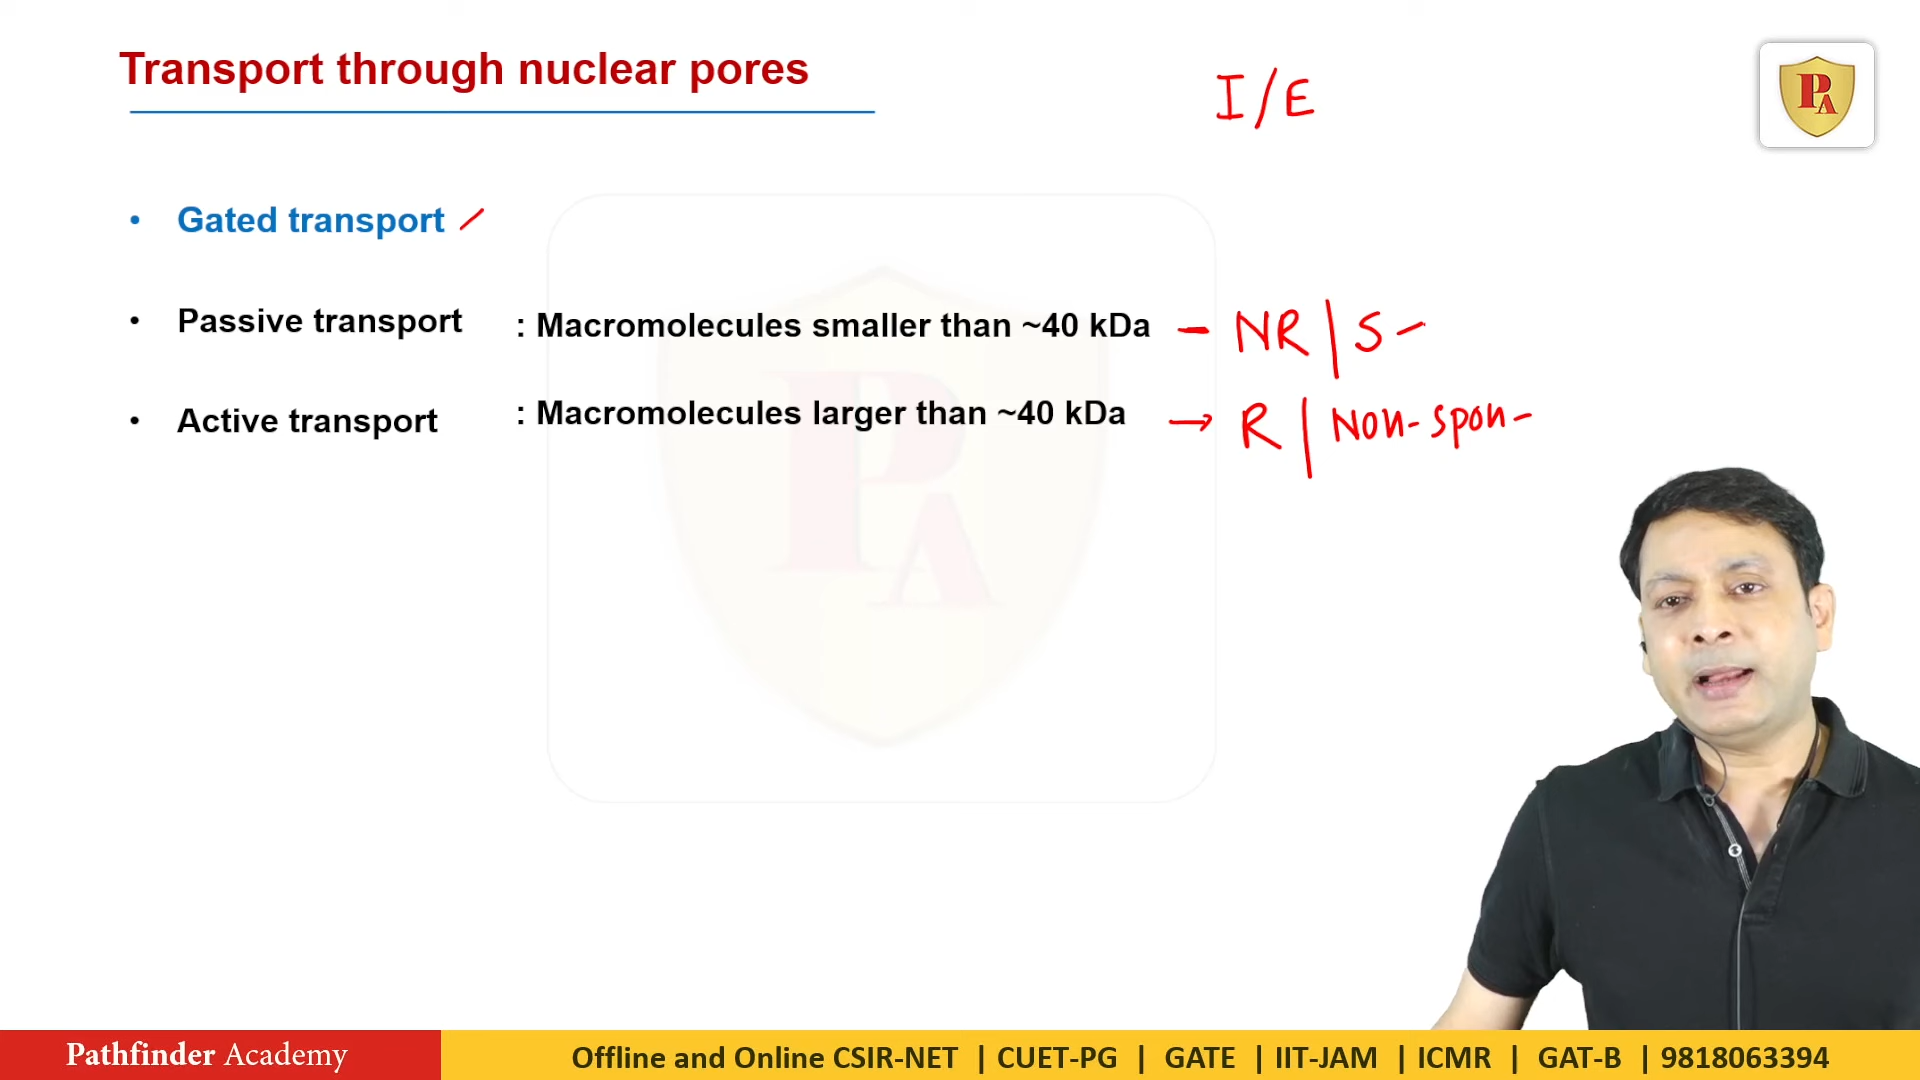 Transport through nuclear pores
I/E
PA
• Gated transport
• Passive transport : Macromolecules smaller than ~40 kDa – NR | S –
• Active transport : Macromolecules larger than ~40 kDa → R | Non-spon-
PA
Pathfinder Academy
Offline and Online CSIR-NET | CUET-PG | GATE | IIT-JAM | ICMR | GAT-B | 9818063394